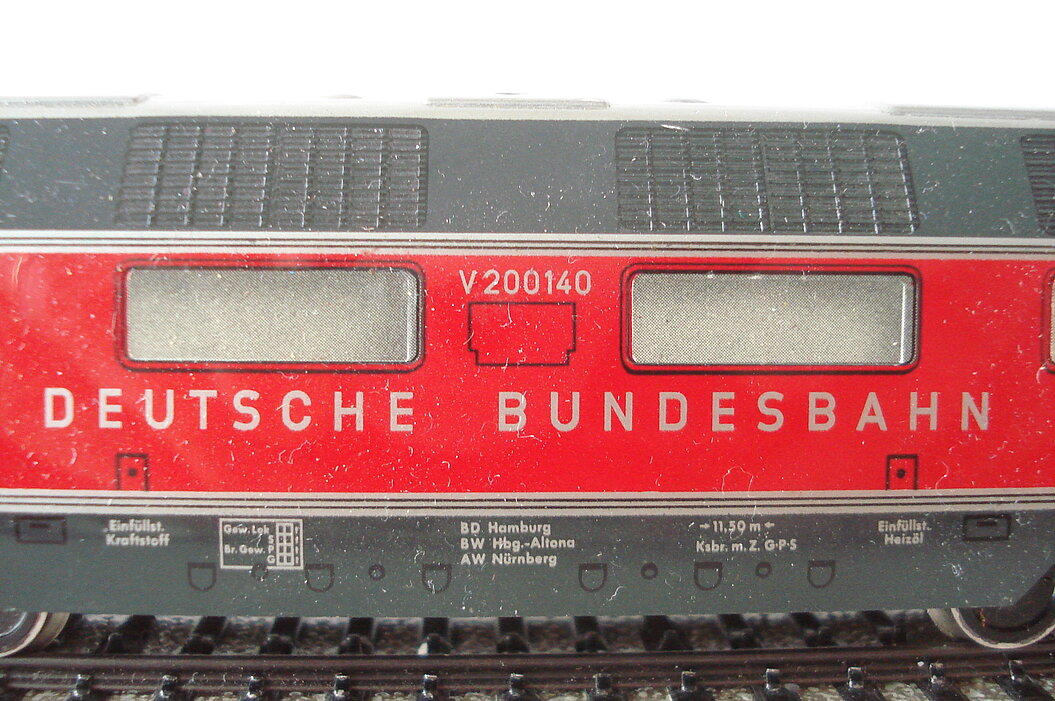 V200140
DEUTSCHE BUNDESBAHN
Einfüllst.
Kraftstoff
Gew. Lok
Br. Gew.
S
P
G
BD Hamburg
BW Hbg.-Altona
AW Nürnberg
11,50 m
Ksbr. m. Z. G-P-S
Einfüllst.
Heizöl